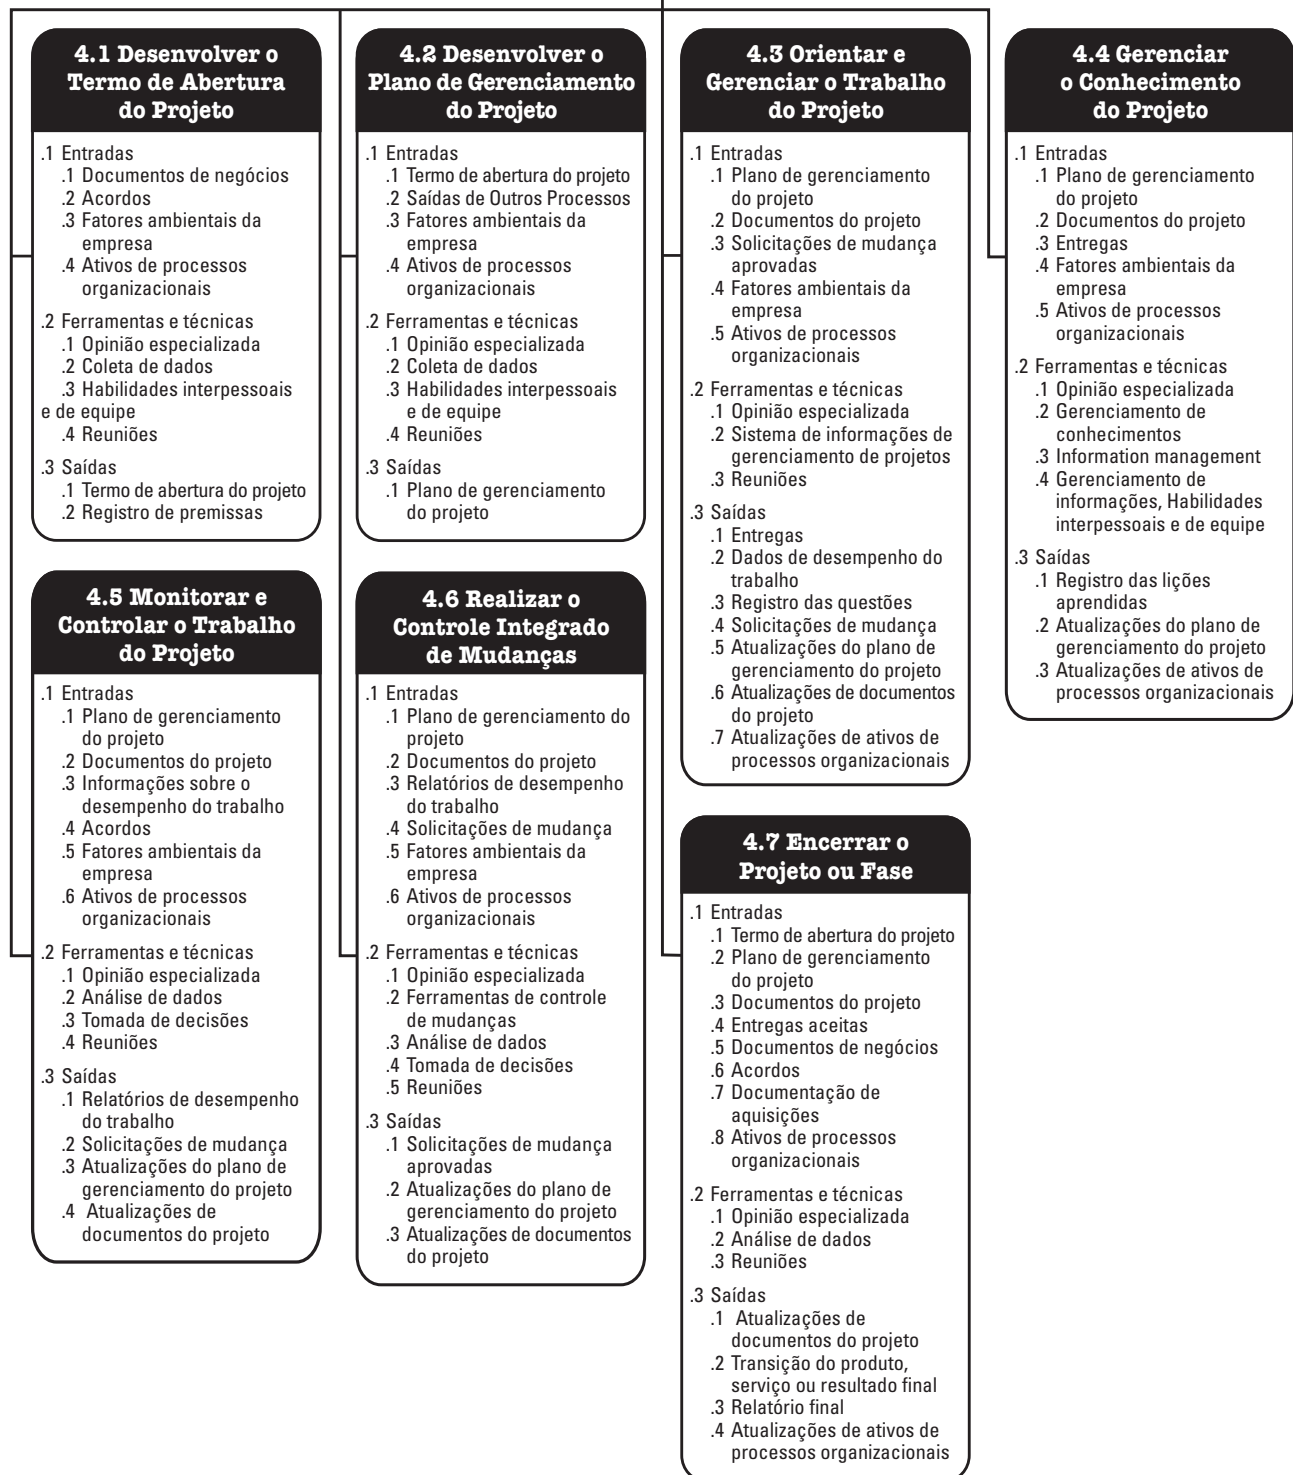 4.1 Desenvolver o
Termo de Abertura
do Projeto
.1 Entradas
.1 Documentos de negócios
.2 Acordos
.3 Fatores ambientais da
empresa
.4 Ativos de processos
organizacionais
.2 Ferramentas e técnicas
.1 Opinião especializada
.2 Coleta de dados
.3 Habilidades interpessoais
e de equipe
.4 Reuniões
.3 Saídas
.1 Termo de abertura do projeto
.2 Registro de premissas
4.2 Desenvolver o
Plano de Gerenciamento
do Projeto
.1 Entradas
.1 Termo de abertura do projeto
.2 Saídas de Outros Processos
.3 Fatores ambientais da
empresa
.4 Ativos de processos
organizacionais
.2 Ferramentas e técnicas
.1 Opinião especializada
.2 Coleta de dados
.3 Habilidades interpessoais
e de equipe
.4 Reuniões
.3 Saídas
.1 Plano de gerenciamento
do projeto
4.3 Orientar e
Gerenciar o Trabalho
do Projeto
.1 Entradas
.1 Plano de gerenciamento
do projeto
.2 Documentos do projeto
.3 Solicitações de mudança
aprovadas
.4 Fatores ambientais da
empresa
.5 Ativos de processos
organizacionais
.2 Ferramentas e técnicas
.1 Opinião especializada
.2 Sistema de informações de
gerenciamento de projetos
.3 Reuniões
.3 Saídas
.1 Entregas
.2 Dados de desempenho do
trabalho
.3 Registro das questões
.4 Solicitações de mudança
.5 Atualizações do plano de
gerenciamento do projeto
.6 Atualizações de documentos
do projeto
.7 Atualizações de ativos de
processos organizacionais
4.4 Gerenciar
o Conhecimento
do Projeto
.1 Entradas
.1 Plano de gerenciamento
do projeto
.2 Documentos do projeto
.3 Entregas
.4 Fatores ambientais da
empresa
.5 Ativos de processos
organizacionais
.2 Ferramentas e técnicas
.1 Opinião especializada
.2 Gerenciamento de
conhecimentos
.3 Information management
.4 Gerenciamento de
informações, Habilidades
interpessoais e de equipe
.3 Saídas
.1 Registro das lições
aprendidas
.2 Atualizações do plano de
gerenciamento do projeto
.3 Atualizações de ativos de
processos organizacionais
4.5 Monitorar e
Controlar o Trabalho
do Projeto
.1 Entradas
.1 Plano de gerenciamento
do projeto
.2 Documentos do projeto
.3 Informações sobre o
desempenho do trabalho
.4 Acordos
.5 Fatores ambientais da
empresa
.6 Ativos de processos
organizacionais
.2 Ferramentas e técnicas
.1 Opinião especializada
.2 Análise de dados
.3 Tomada de decisões
.4 Reuniões
.3 Saídas
.1 Relatórios de desempenho
do trabalho
.2 Solicitações de mudança
.3 Atualizações do plano de
gerenciamento do projeto
.4 Atualizações de
documentos do projeto
4.6 Realizar o
Controle Integrado
de Mudanças
.1 Entradas
.1 Plano de gerenciamento do
projeto
.2 Documentos do projeto
.3 Relatórios de desempenho
do trabalho
.4 Solicitações de mudança
.5 Fatores ambientais da
empresa
.6 Ativos de processos
organizacionais
.2 Ferramentas e técnicas
.1 Opinião especializada
.2 Ferramentas de controle
de mudanças
.3 Análise de dados
.4 Tomada de decisões
.5 Reuniões
.3 Saídas
.1 Solicitações de mudança
aprovadas
.2 Atualizações do plano de
gerenciamento do projeto
.3 Atualizações de documentos
do projeto
4.7 Encerrar o
Projeto ou Fase
.1 Entradas
.1 Termo de abertura do projeto
.2 Plano de gerenciamento
do projeto
.3 Documentos do projeto
.4 Entregas aceitas
.5 Documentos de negócios
.6 Acordos
.7 Documentação de
aquisições
.8 Ativos de processos
organizacionais
.2 Ferramentas e técnicas
.1 Opinião especializada
.2 Análise de dados
.3 Reuniões
.3 Saídas
.1 Atualizações de
documentos do projeto
.2 Transição do produto,
serviço ou resultado final
.3 Relatório final
.4 Atualizações de ativos de
processos organizacionais